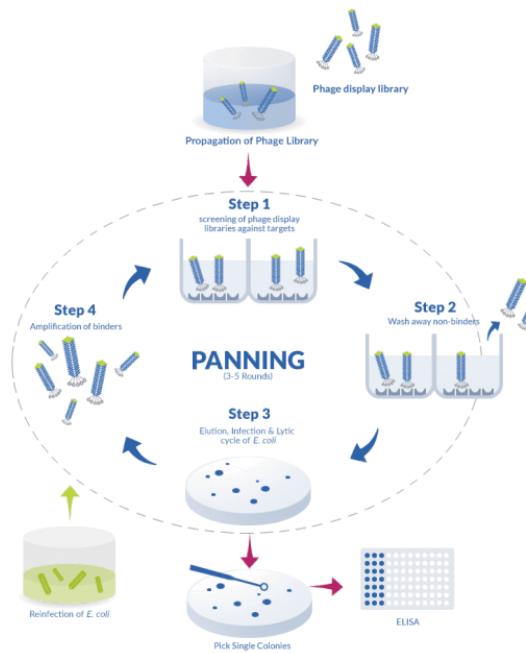 Phage display library
Propagation of Phage Library
Step 1
screening of phage display
libraries against targets
Step 2
Wash away non-binders
Step 4
Amplification of binders
PANNING
(3-5 Rounds)
Step 3
Elution, Infection & Lytic
cycle of E. coli
Reinfection of E. coli
Pick Single Colonies
ELISA